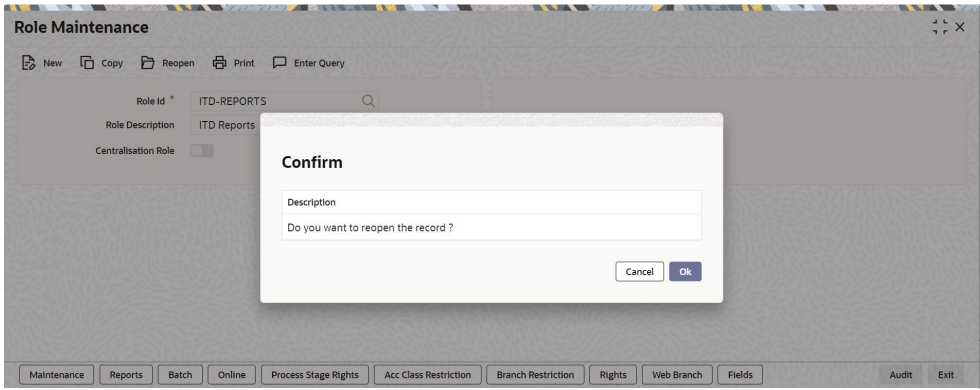 Role Maintenance
New Copy Reopen Print Enter Query
Role Id * ITD-REPORTS
Role Description ITD Reports
Centralisation Role
Confirm
Description
Do you want to reopen the record ?
Cancel Ok
Maintenance Reports Batch Online Process Stage Rights Acc Class Restriction Branch Restriction Rights Web Branch Fields Audit Exit